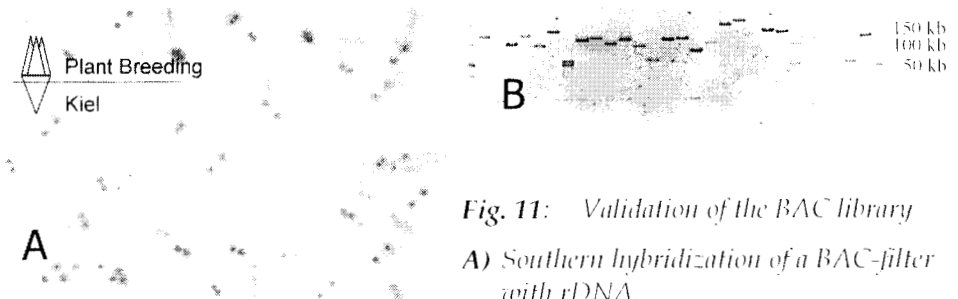 Plant Breeding
Kiel
A
B
150 kb
100 kb
50 kb
Fig. 11: Validation of the BAC library
A) Southern hybridization of a BAC-filter
with rDNA